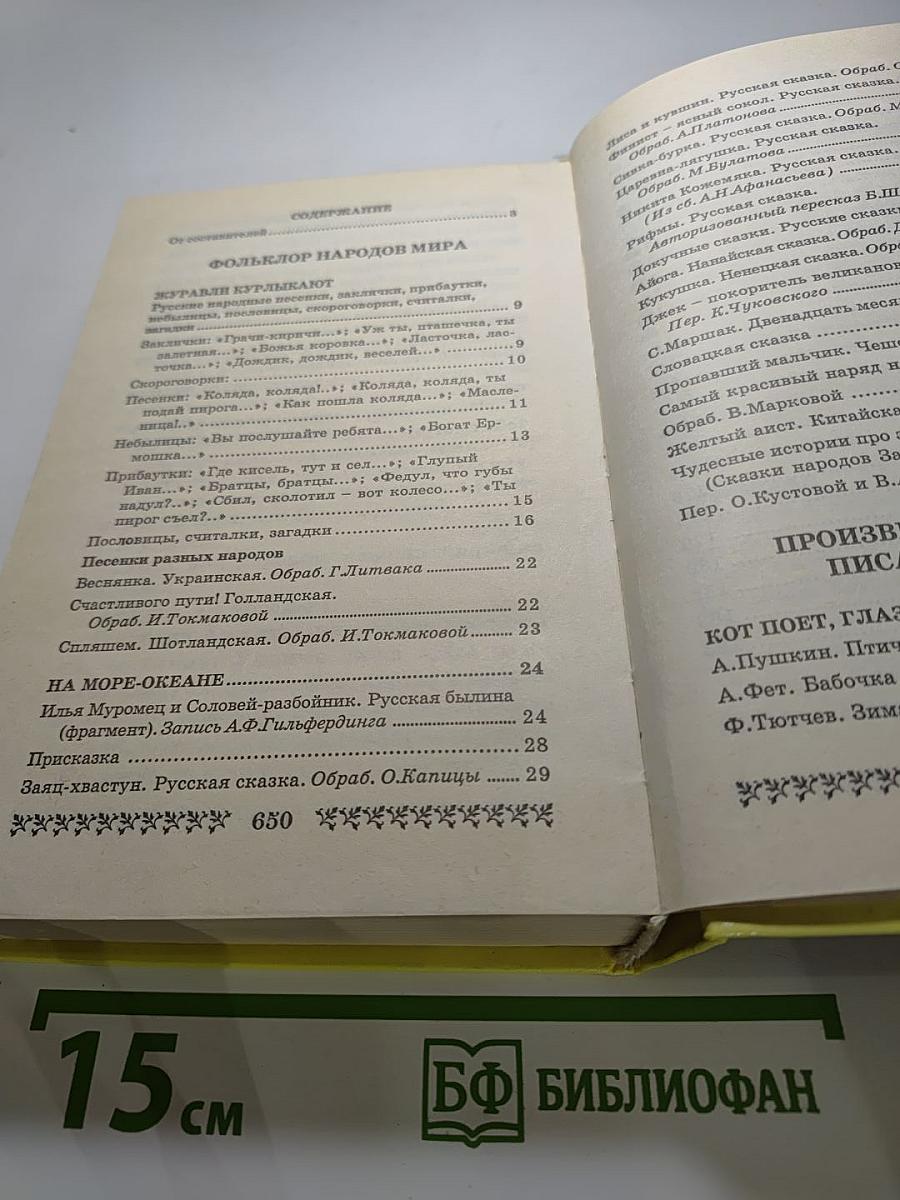 СОДЕРЖАНИЕ
От составителей .......... 3
ФОЛЬКЛОР НАРОДОВ МИРА
ЖУРАВЛИ КУРЛЫКАЮТ
Русские народные песенки, заклички, прибаутки,
небылицы, пословицы, скороговорки, считалки,
загадки .......... 9
Заклички: «Грачи-киричи...»; «Уж ты, пташечка, ты
залетная...»; «Божья коровка...»; «Ласточка, лас-
точка...»; «Дождик, дождик, веселей...» .......... 9
Скороговорки: .......... 10
Песенки: «Коляда, коляда!..»; «Коляда, коляда, ты
подай пирога...»; «Как пошла коляда...»; «Масле-
ница!..» .......... 11
Небылицы: «Вы послушайте ребята...»; «Богат Ер-
мошка...» .......... 13
Прибаутки: «Где кисель, тут и сел...»; «Глупый
Иван...»; «Братцы, братцы...»; «Федул, что губы
надул?..»; «Сбил, сколотил – вот колесо...»; «Ты
пирог съел?..» .......... 15
Пословицы, считалки, загадки .......... 16
Песенки разных народов
Веснянка. Украинская. Обраб. Г.Литвака .......... 22
Счастливого пути! Голландская.
Обраб. И.Токмаковой .......... 22
Спляшем. Шотландская. Обраб. И.Токмаковой .......... 23
НА МОРЕ-ОКЕАНЕ .......... 24
Илья Муромец и Соловей-разбойник. Русская былина
(фрагмент). Запись А.Ф.Гильфердинга .......... 24
Присказка .......... 28
Заяц-хвастун. Русская сказка. Обраб. О.Капицы ....... 29
650
Лиса и кувшин. Русская сказка. Обраб. О
Финист – ясный сокол. Русская сказка.
Обраб. А.Платонова ..........
Сивка-бурка. Русская сказка. Обраб. М
Царевна-лягушка. Русская сказка.
Обраб. М.Булатова ..........
Никита Кожемяка. Русская сказка.
(Из сб. А.Н.Афанасьева) ..........
Рифмы. Русская сказка.
Авторизованный пересказ Б.Ш
Докучные сказки. Русские сказки
Айога. Нанайская сказка. Обраб. Д
Кукушка. Ненецкая сказка. Обр
Джек – покоритель великанов
Пер. К.Чуковского ..........
С.Маршак. Двенадцать меся
Словацкая сказка ..........
Пропавший мальчик. Чеш
Самый красивый наряд н
Обраб. В.Марковой .......
Желтый аист. Китайска
Чудесные истории про з
(Сказки народов За
Пер. О.Кустовой и В.А
ПРОИЗВЕ
ПИСА
КОТ ПОЕТ, ГЛАЗ
А.Пушкин. Птич
А.Фет. Бабочка
Ф.Тютчев. Зима
15 см
БФ БИБЛИОФАН